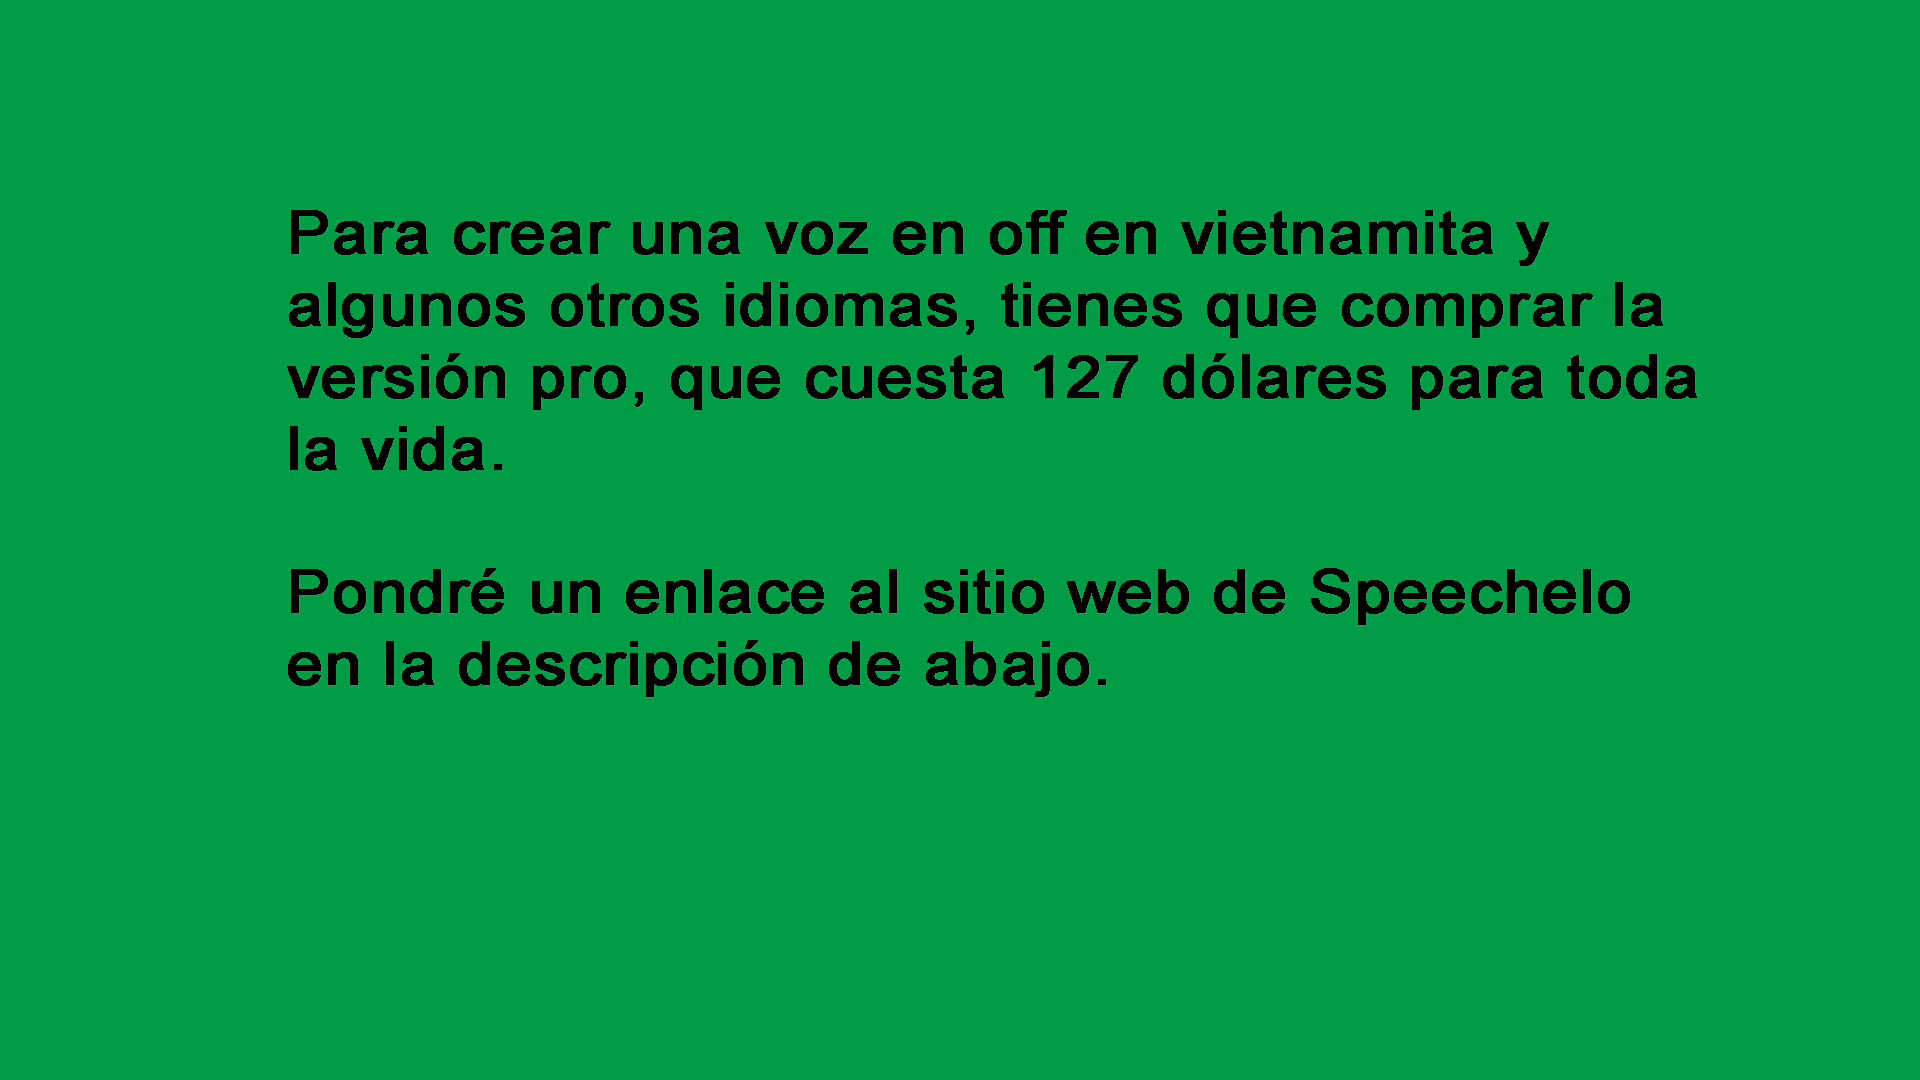 Para crear una voz en off en vietnamita y
algunos otros idiomas, tienes que comprar la
versión pro, que cuesta 127 dólares para toda
la vida.
Pondré un enlace al sitio web de Speechelo
en la descripción de abajo.